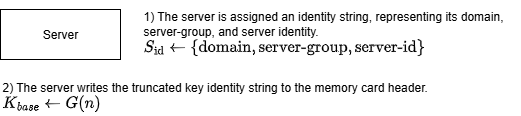 Server
1) The server is assigned an identity string, representing its domain,
server-group, and server identity.
S_id ← {domain, server-group, server-id}
2) The server writes the truncated key identity string to the memory card header.
K_base ← G(n)